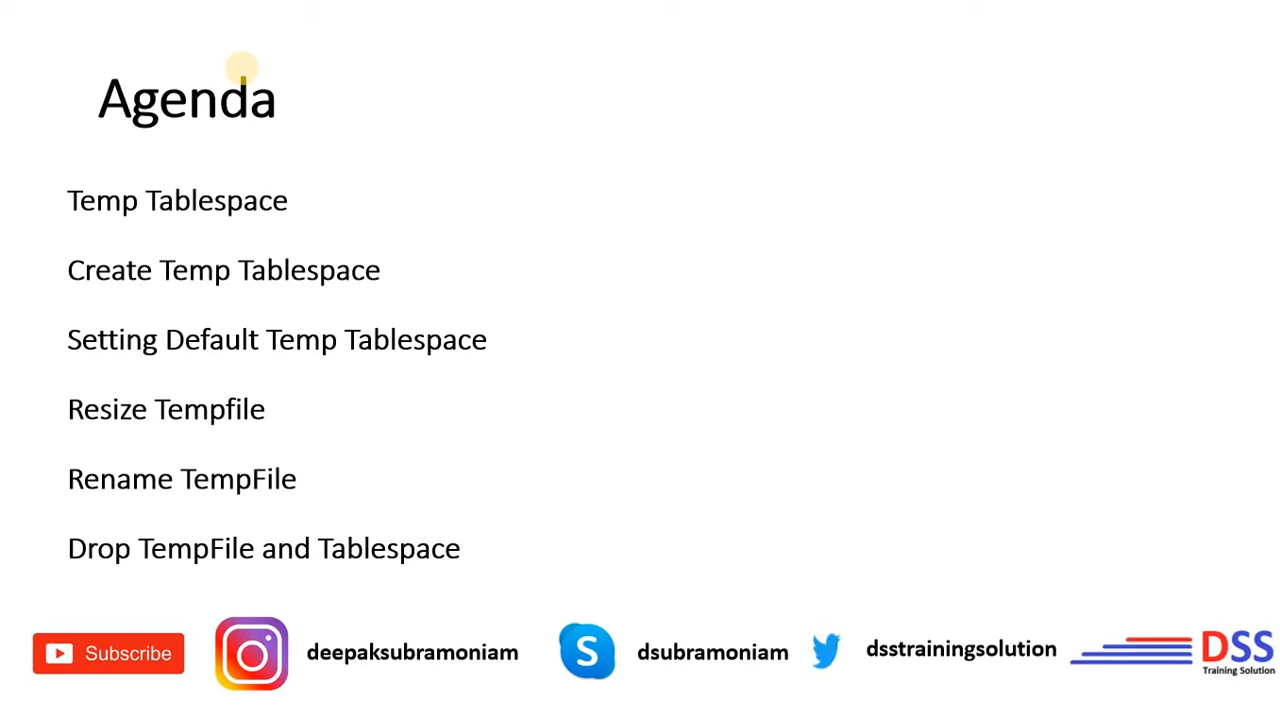 Agenda
Temp Tablespace
Create Temp Tablespace
Setting Default Temp Tablespace
Resize Tempfile
Rename TempFile
Drop TempFile and Tablespace
Subscribe
deepaksubramoniam
S
dsubramoniam
dsstrainingsolution
DSS
Training Solution